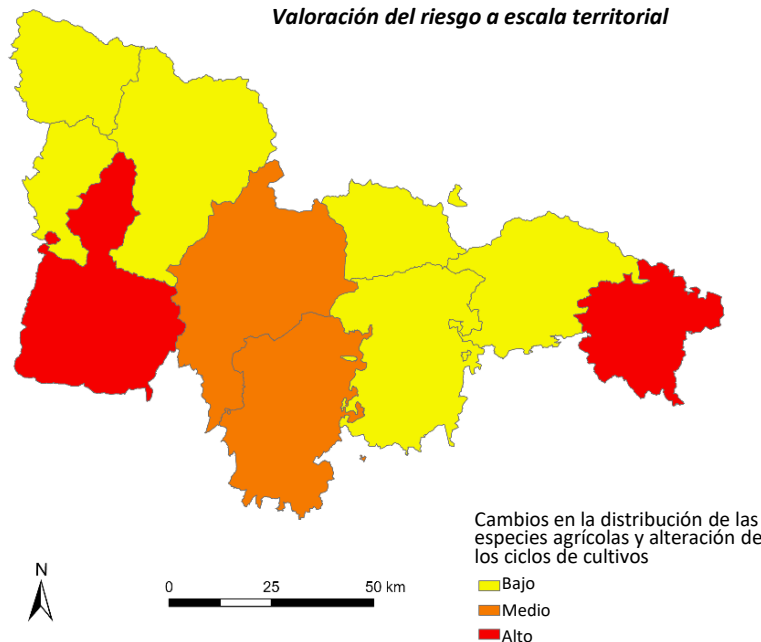 Valoración del riesgo a escala territorial
N
0 25 50 km
Cambios en la distribución de las
especies agrícolas y alteración de
los ciclos de cultivos
Bajo
Medio
Alto